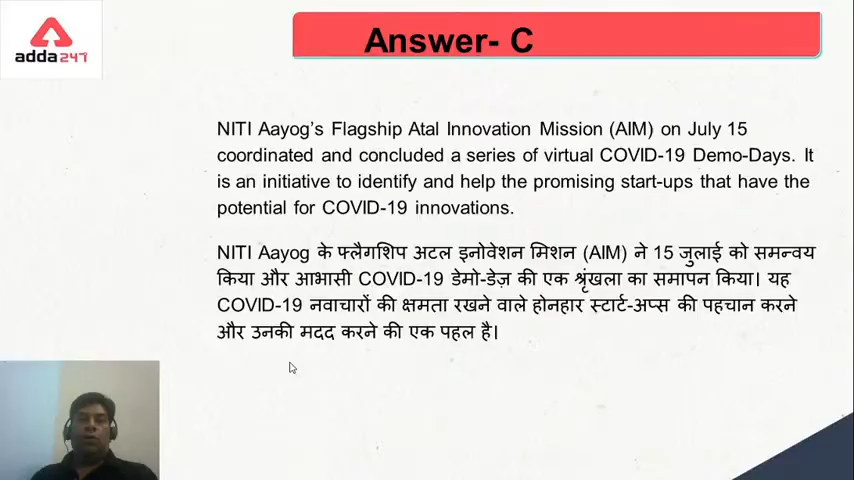 Answer- C
adda247
NITI Aayog's Flagship Atal Innovation Mission (AIM) on July 15
coordinated and concluded a series of virtual COVID-19 Demo-Days. It
is an initiative to identify and help the promising start-ups that have the
potential for COVID-19 innovations.
NITI Aayog के फ्लैगशिप अटल इनोवेशन मिशन (AIM) ने 15 जुलाई को समन्वय
किया और आभासी COVID-19 डेमो-डेज़ की एक श्रृंखला का समापन किया। यह
COVID-19 नवाचारों की क्षमता रखने वाले होनहार स्टार्ट-अप्स की पहचान करने
और उनकी मदद करने की एक पहल है।